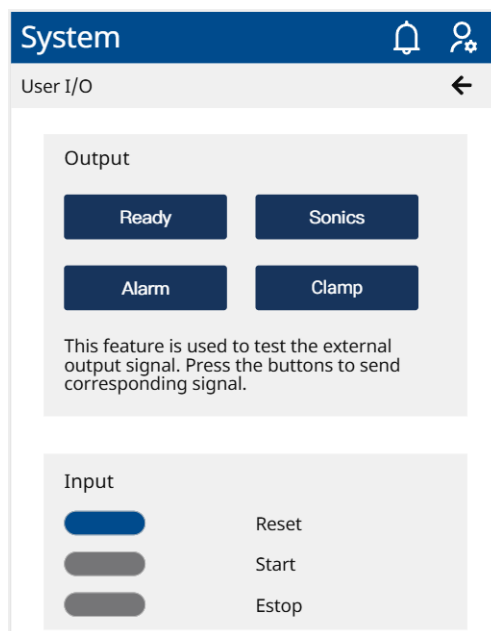 System
User I/O
Output
Ready
Sonics
Alarm
Clamp
This feature is used to test the external
output signal. Press the buttons to send
corresponding signal.
Input
Reset
Start
Estop